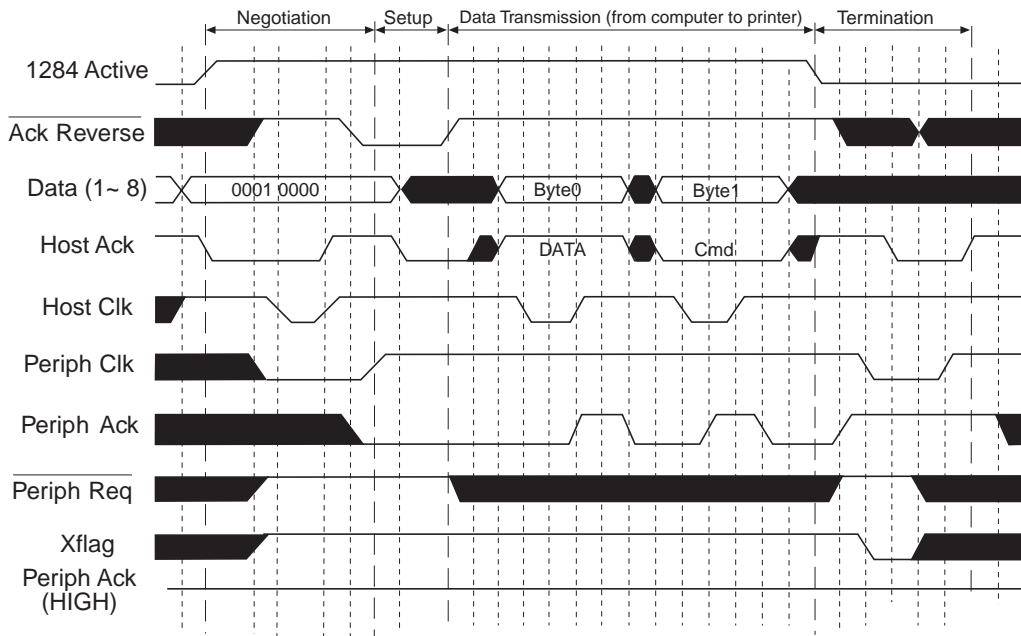 Negotiation Setup Data Transmission (from computer to printer) Termination
1284 Active
Ack Reverse
Data (1~ 8) 0001 0000 Byte0 Byte1
Host Ack DATA Cmd
Host Clk
Periph Clk
Periph Ack
Periph Req
Xflag
Periph Ack
(HIGH)